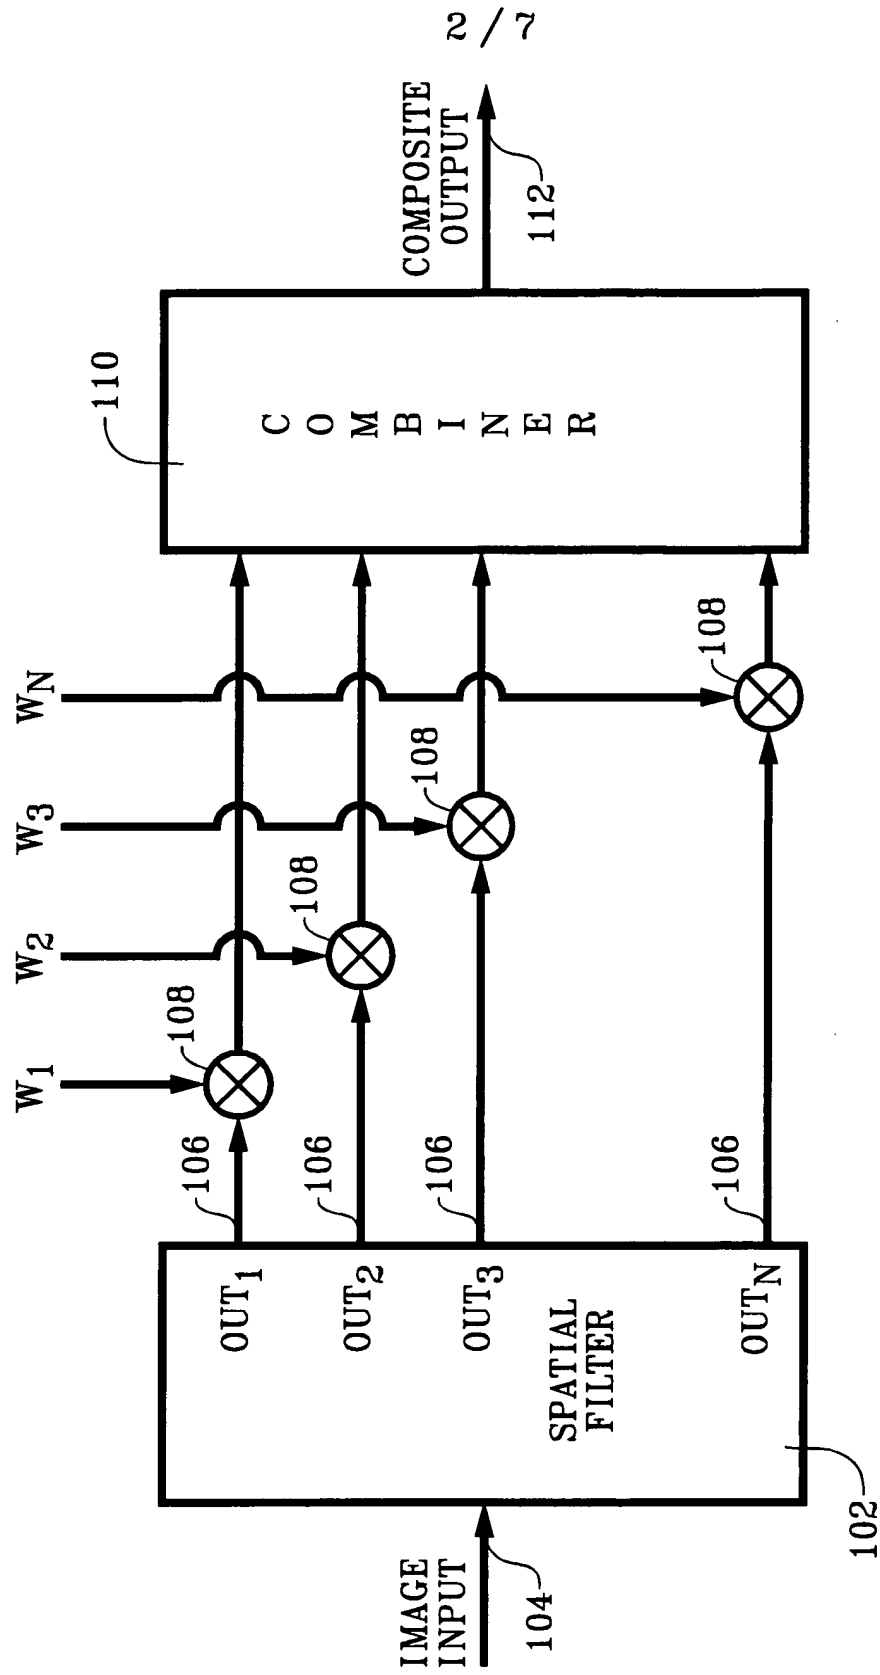 2 / 7
W1
W2
W3
WN
IMAGE
INPUT
104
102
SPATIAL
FILTER
OUT1
OUT2
OUT3
OUTN
106
106
106
106
108
108
108
108
110
COMBINER
COMPOSITE
OUTPUT
112